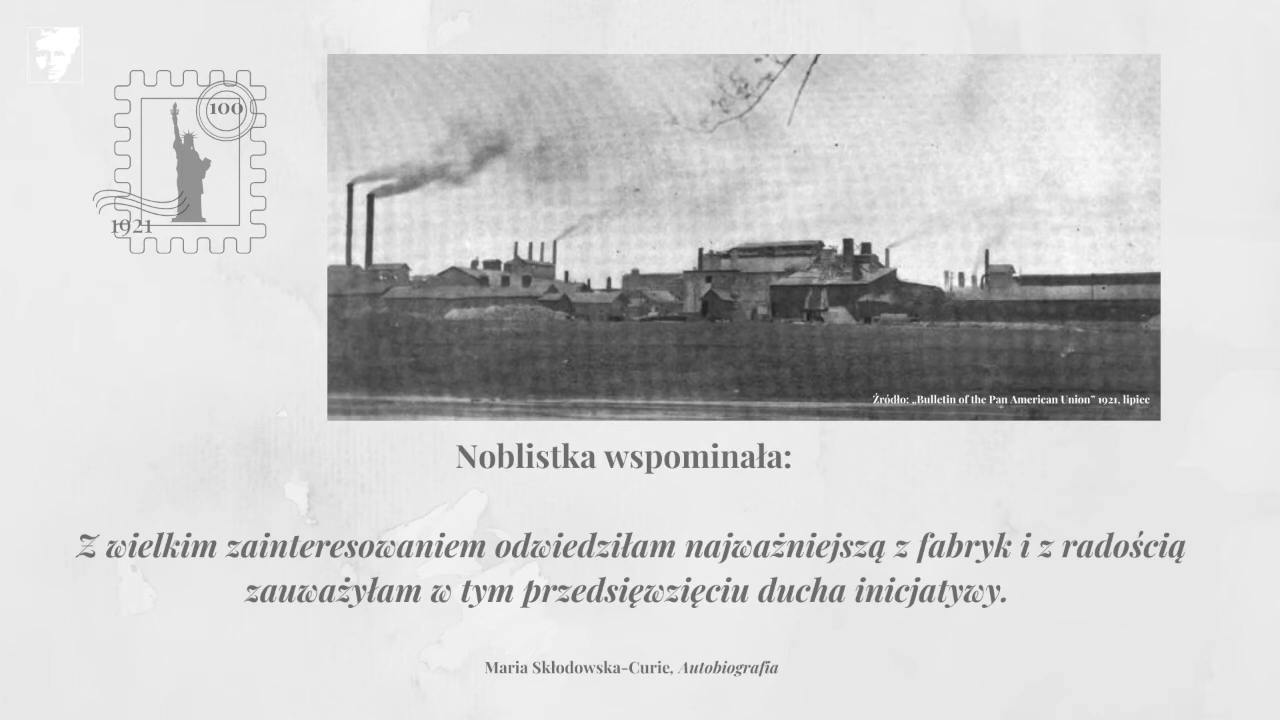 100
1921
Źródło: „Bulletin of the Pan American Union” 1921, lipiec
Noblistka wspominała:
Z wielkim zainteresowaniem odwiedziłam najważniejszą z fabryk i z radością
zauważyłam w tym przedsięwzięciu ducha inicjatywy.
Maria Skłodowska-Curie, Autobiografia